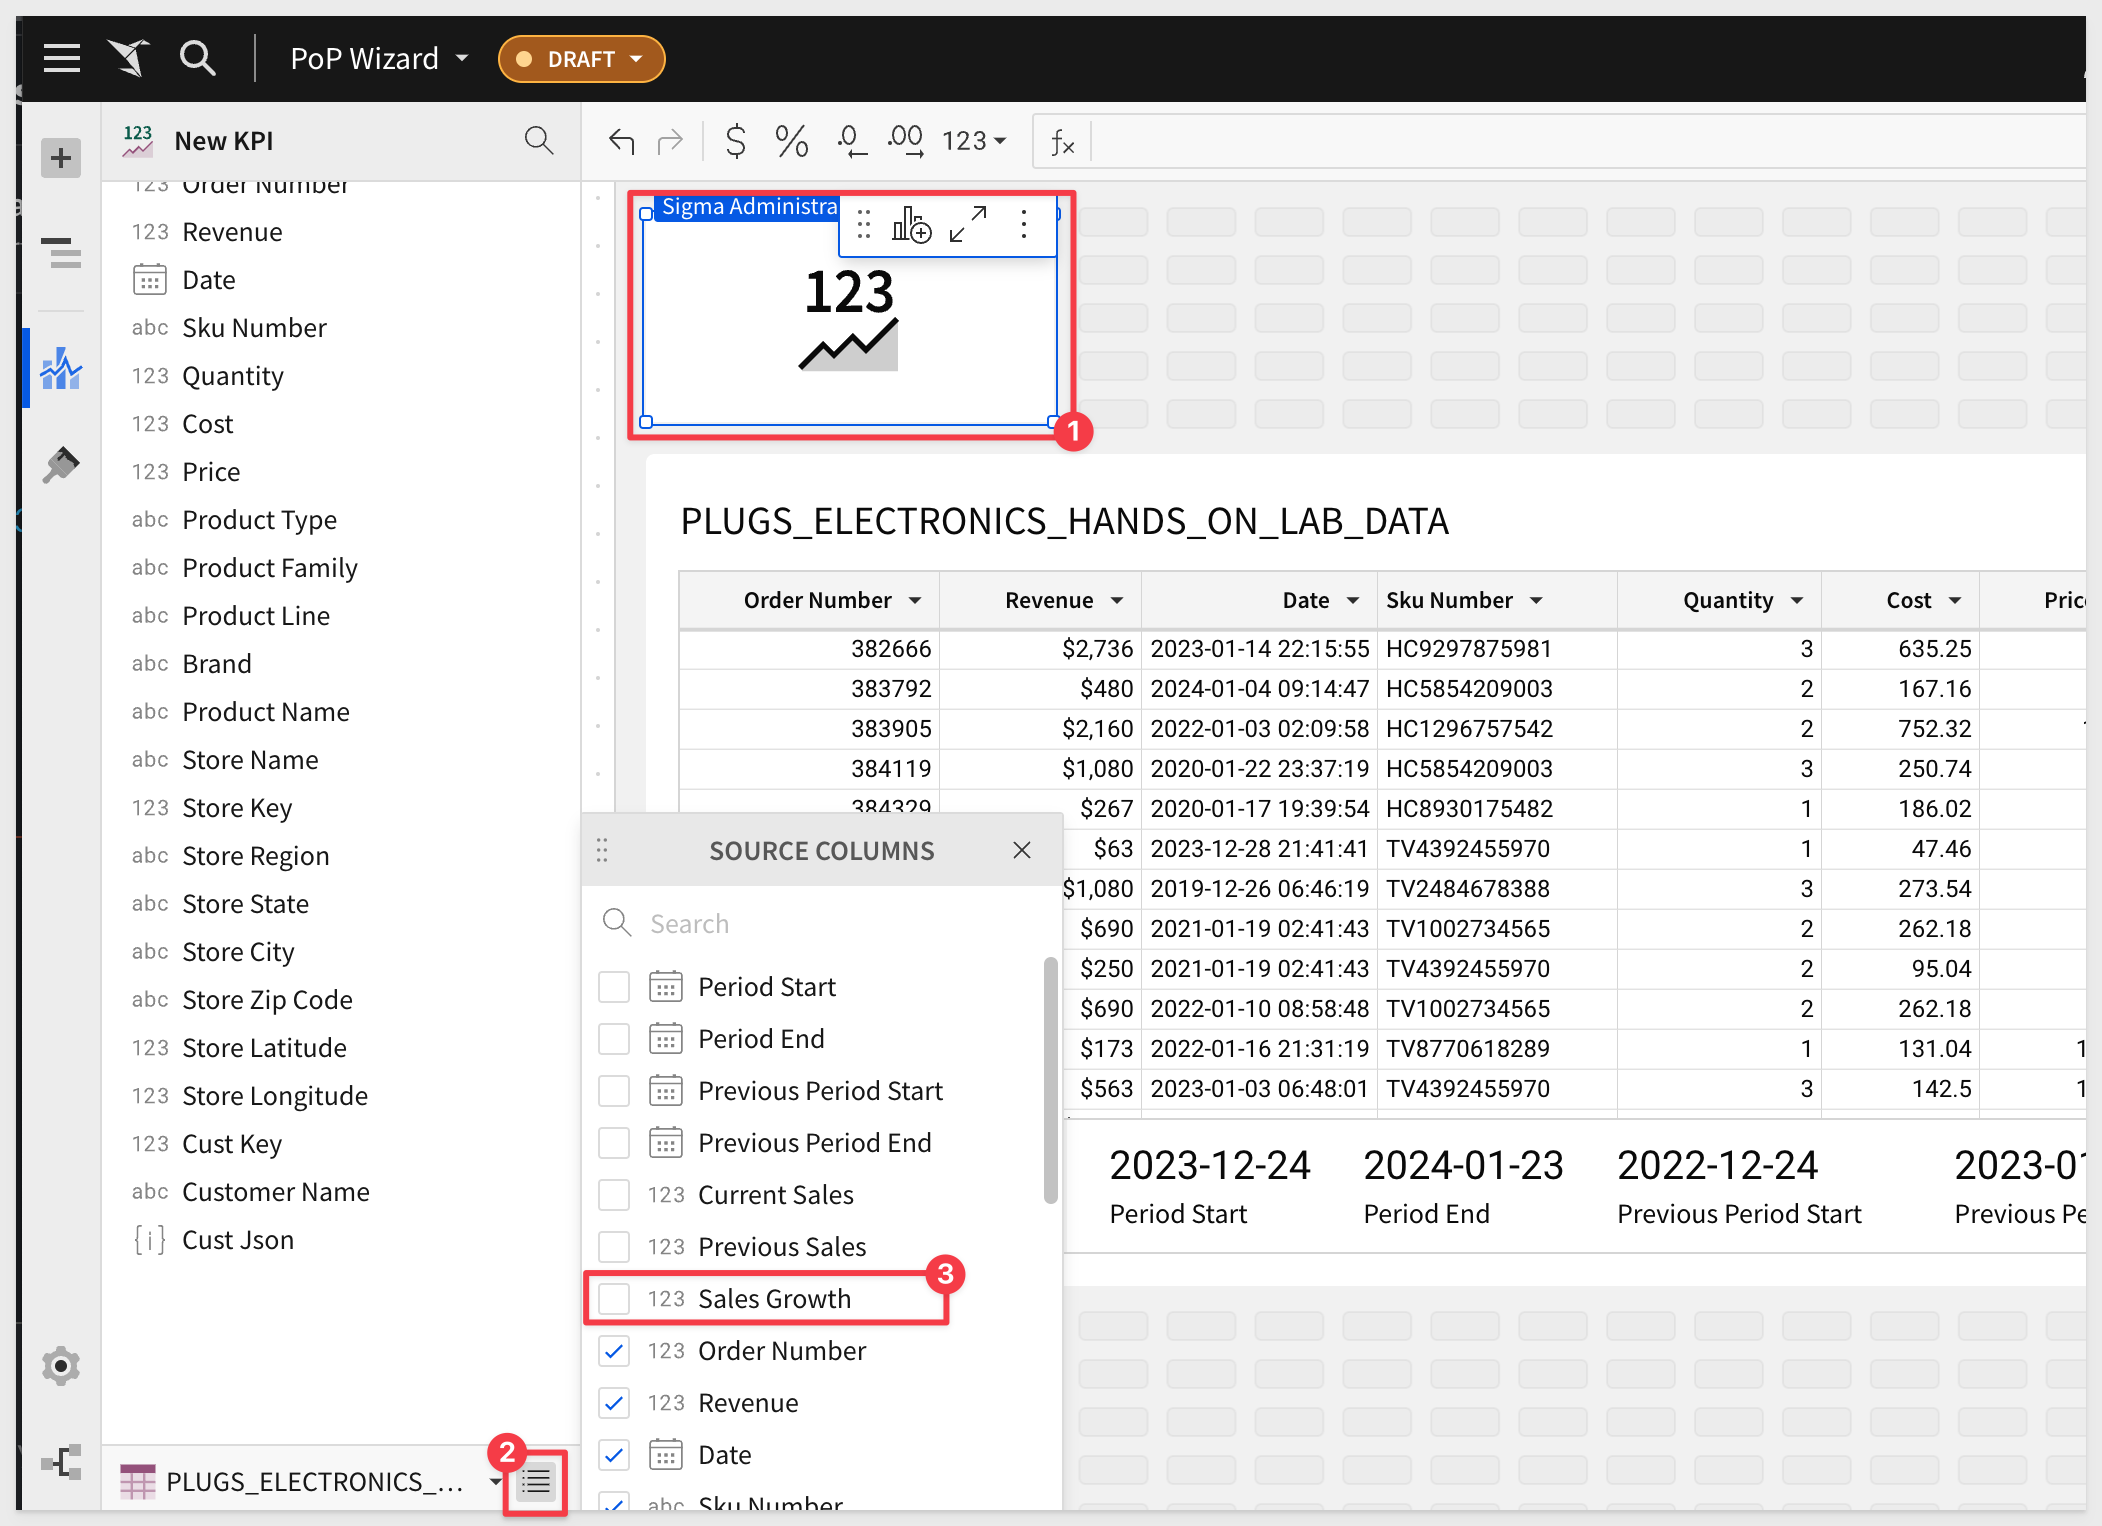 PoP Wizard
DRAFT
123
New KPI
$ % .0 .00 123
fx
123 Order Number
123 Revenue
Date
abc Sku Number
123 Quantity
123 Cost
123 Price
abc Product Type
abc Product Family
abc Product Line
abc Brand
abc Product Name
abc Store Name
123 Store Key
abc Store Region
abc Store State
abc Store City
abc Store Zip Code
123 Store Latitude
123 Store Longitude
123 Cust Key
abc Customer Name
{i} Cust Json
PLUGS_ELECTRONICS_...
2
Sigma Administra
123
1
PLUGS_ELECTRONICS_HANDS_ON_LAB_DATA
Order Number Revenue Date Sku Number Quantity Cost
382666 $2,736 2023-01-14 22:15:55 HC9297875981 3 635.25
383792 $480 2024-01-04 09:14:47 HC5854209003 2 167.16
383905 $2,160 2022-01-03 02:09:58 HC1296757542 2 752.32
384119 $1,080 2020-01-22 23:37:19 HC5854209003 3 250.74
384329 $267 2020-01-17 19:39:54 HC8930175482 1 186.02
$63 2023-12-28 21:41:41 TV4392455970 1 47.46
$1,080 2019-12-26 06:46:19 TV2484678388 3 273.54
$690 2021-01-19 02:41:43 TV1002734565 2 262.18
$250 2021-01-19 02:41:43 TV4392455970 2 95.04
$690 2022-01-10 08:58:48 TV1002734565 2 262.18
$173 2022-01-16 21:31:19 TV8770618289 1 131.04
$563 2023-01-03 06:48:01 TV4392455970 3 142.5
2023-12-24 2024-01-23 2022-12-24 2023-01
Period Start Period End Previous Period Start Previous Pe
SOURCE COLUMNS
Search
Period Start
Period End
Previous Period Start
Previous Period End
123 Current Sales
123 Previous Sales
3
123 Sales Growth
123 Order Number
123 Revenue
Date
abc Sku Number